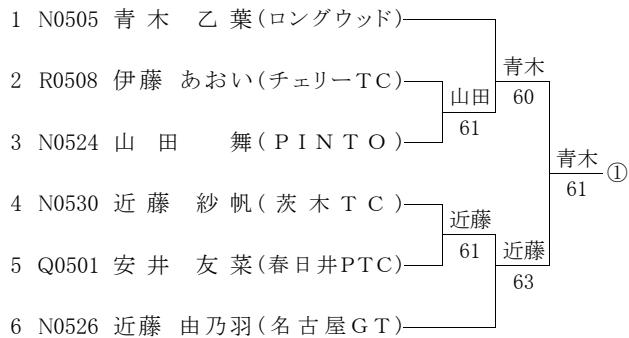 1 N0505 青木 乙葉(ロングウッド)
青木
2 R0508 伊藤 あおい(チェリーTC)
山田
60
61
3 N0524 山田 舞(PINTO)
青木
①
61
4 N0530 近藤 紗帆(茨木TC)
近藤
61
近藤
5 Q0501 安井 友菜(春日井PTC)
63
6 N0526 近藤 由乃羽(名古屋GT)